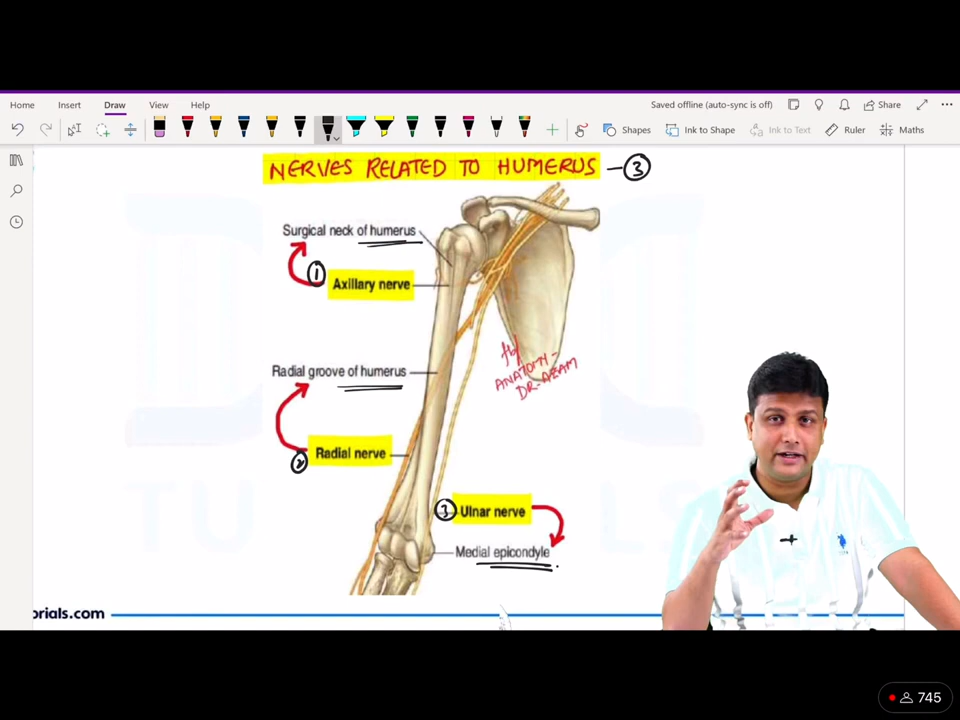 Home Insert Draw View Help
Saved offline (auto-sync is off)
Share
Shapes
Ink to Shape
Ink to Text
Ruler
Maths
NERVES RELATED TO HUMERUS - 3
Surgical neck of humerus
1
Axillary nerve
Radial groove of humerus
fb/
ANATOMY-
DR. AZAM
2 Radial nerve
3 Ulnar nerve
Medial epicondyle
orials.com
745